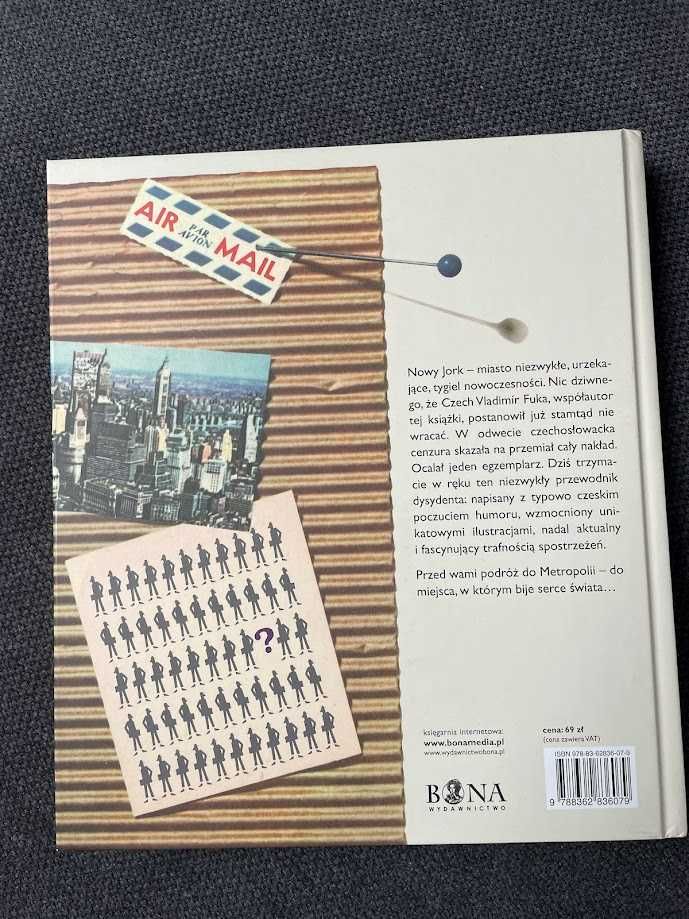 AIR
PAR
AVION
MAIL
Nowy Jork – miasto niezwykłe, urzeka-
jące, tygiel nowoczesności. Nic dziwne-
go, że Czech Vladimír Fuka, współautor
tej książki, postanowił już stamtąd nie
wracać. W odwecie czechosłowacka
cenzura skazała na przemiał cały nakład.
Ocalał jeden egzemplarz. Dziś trzyma-
cie w ręku ten niezwykły przewodnik
dysydenta: napisany z typowo czeskim
poczuciem humoru, wzmocniony uni-
katowymi ilustracjami, nadal aktualny
i fascynujący trafnością spostrzeżeń.
Przed wami podróż do Metropolii – do
miejsca, w którym bije serce świata...
?
księgarnia internetowa:
www.bonamedia.pl
www.wydawnictwobona.pl
cena: 69 zł
(cena zawiera VAT)
ISBN 978-83-62836-07-9
9 788362 836079
BONA
WYDAWNICTWO